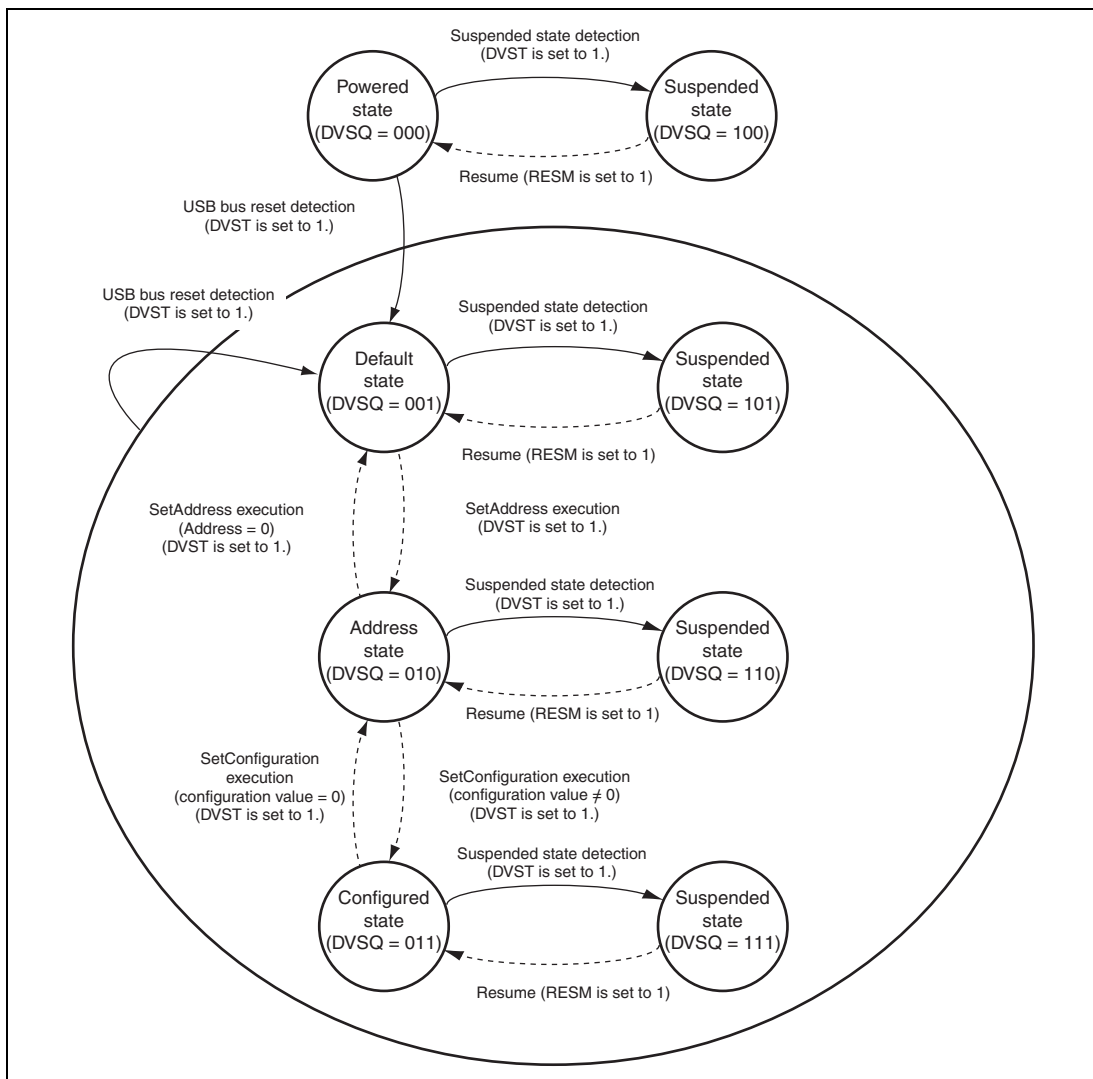 Suspended state detection
(DVST is set to 1.)
Powered
state
(DVSQ = 000)
Suspended
state
(DVSQ = 100)
Resume (RESM is set to 1)
USB bus reset detection
(DVST is set to 1.)
USB bus reset detection
(DVST is set to 1.)
Suspended state detection
(DVST is set to 1.)
Default
state
(DVSQ = 001)
Suspended
state
(DVSQ = 101)
Resume (RESM is set to 1)
SetAddress execution
(Address = 0)
(DVST is set to 1.)
SetAddress execution
(DVST is set to 1.)
Suspended state detection
(DVST is set to 1.)
Address
state
(DVSQ = 010)
Suspended
state
(DVSQ = 110)
Resume (RESM is set to 1)
SetConfiguration
execution
(configuration value = 0)
(DVST is set to 1.)
SetConfiguration execution
(configuration value ≠ 0)
(DVST is set to 1.)
Suspended state detection
(DVST is set to 1.)
Configured
state
(DVSQ = 011)
Suspended
state
(DVSQ = 111)
Resume (RESM is set to 1)